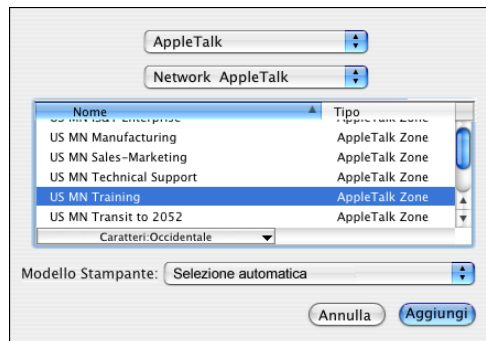 AppleTalk
Network AppleTalk
Nome Tipo
US MN Manufacturing AppleTalk Zone
US MN Sales-Marketing AppleTalk Zone
US MN Technical Support AppleTalk Zone
US MN Training AppleTalk Zone
US MN Transit to 2052 AppleTalk Zone
Caratteri:Occidentale
Modello Stampante: Selezione automatica
Annulla Aggiungi